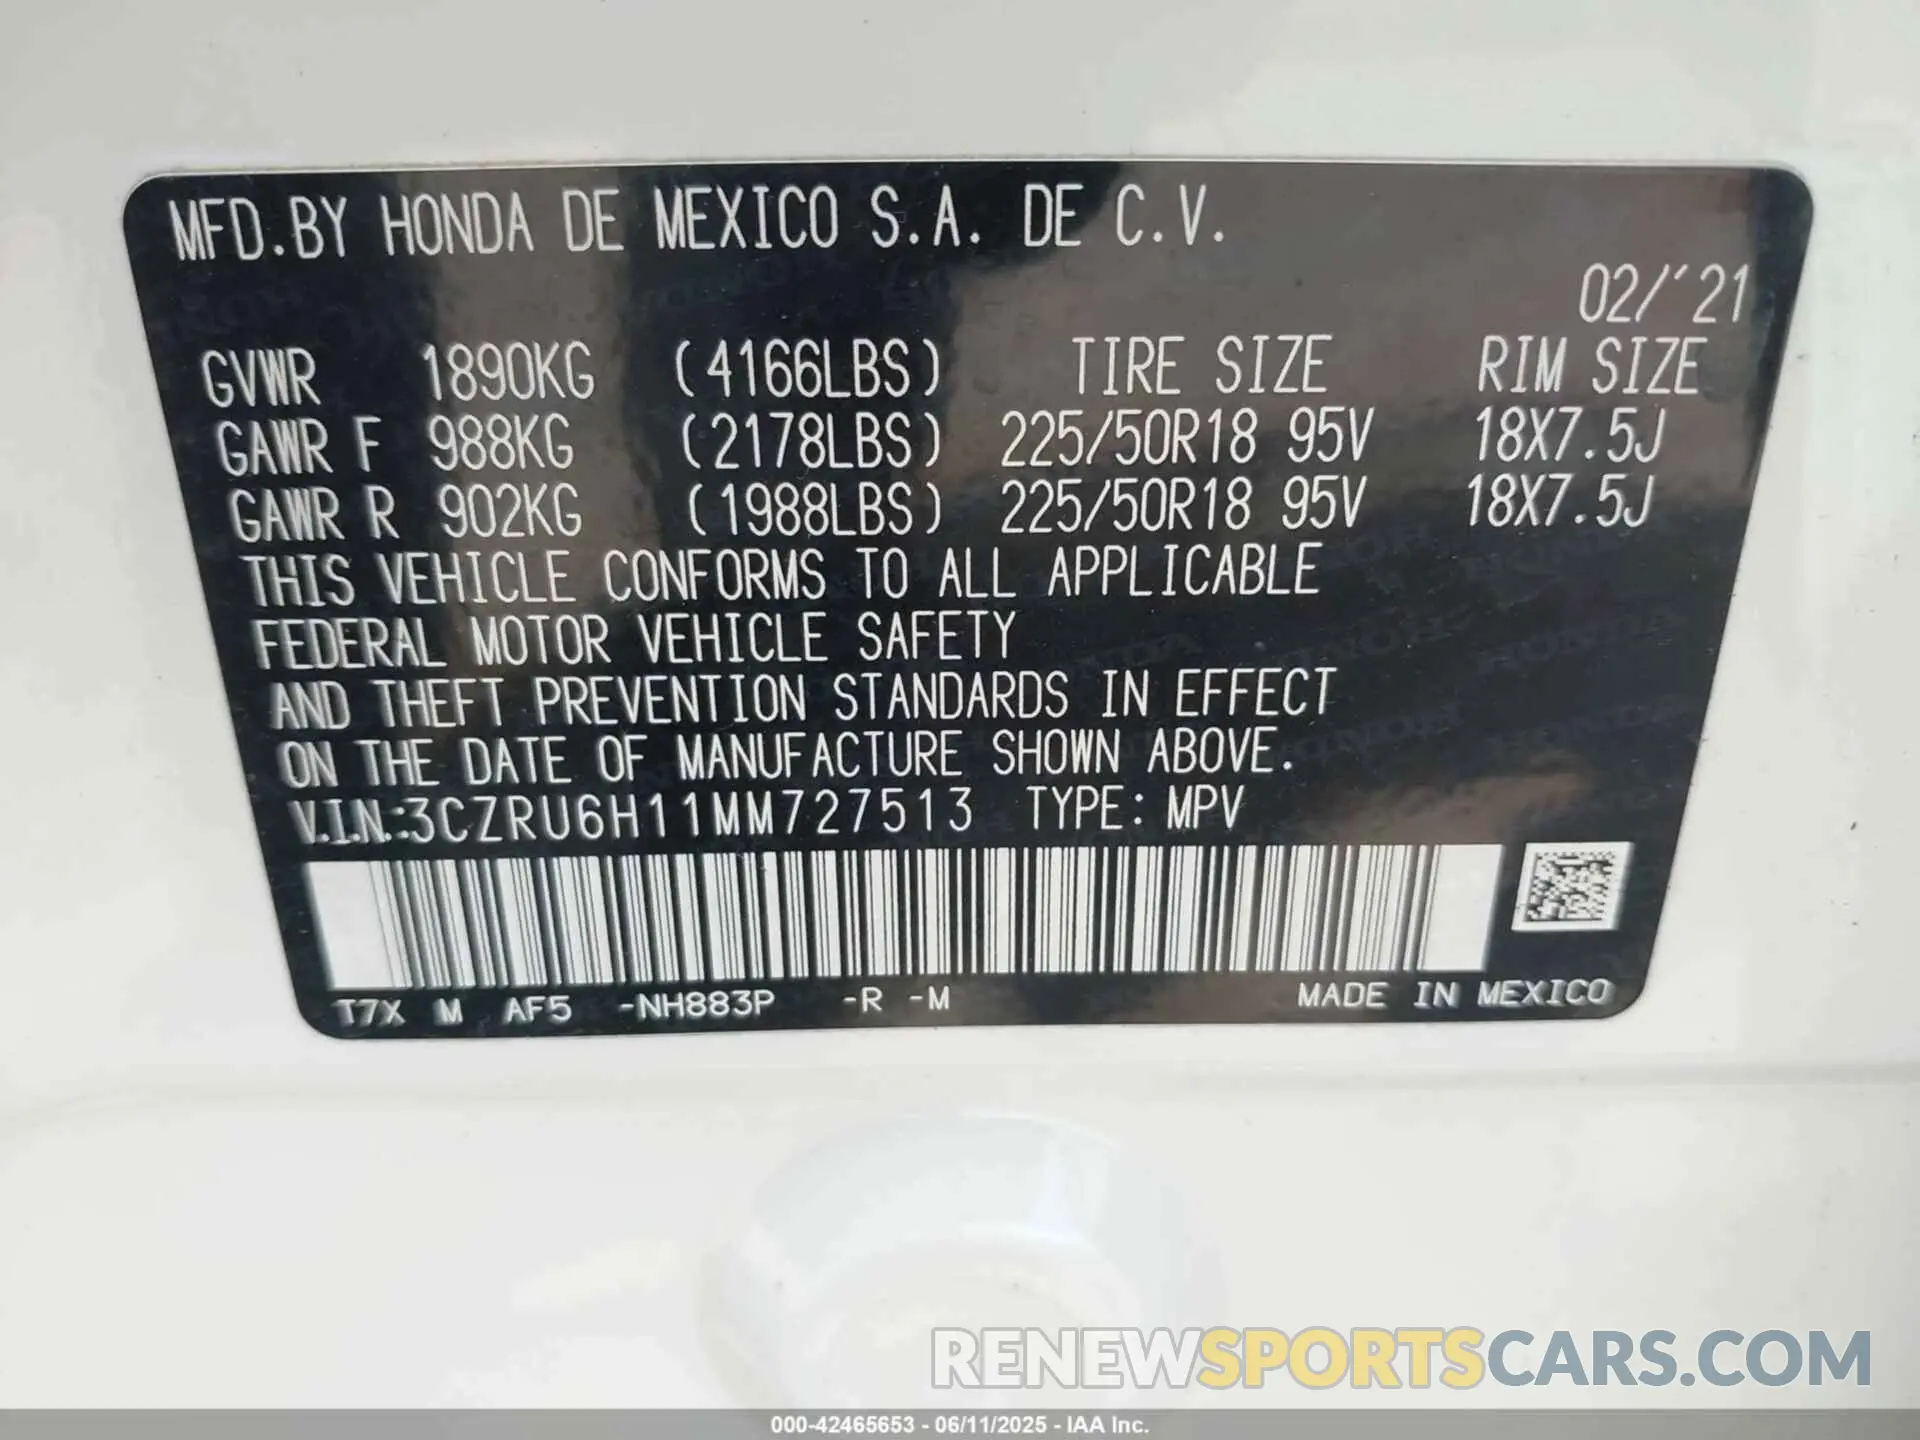 MFD.BY HONDA DE MEXICO S.A. DE C.V.
02/'21
GVWR 1890KG (4166LBS) TIRE SIZE RIM SIZE
GAWR F 988KG (2178LBS) 225/50R18 95V 18X7.5J
GAWR R 902KG (1988LBS) 225/50R18 95V 18X7.5J
THIS VEHICLE CONFORMS TO ALL APPLICABLE
FEDERAL MOTOR VEHICLE SAFETY
AND THEFT PREVENTION STANDARDS IN EFFECT
ON THE DATE OF MANUFACTURE SHOWN ABOVE.
V.I.N.:3CZRU6H11MM727513 TYPE: MPV
T7X M AF5 -NH883P -R -M MADE IN MEXICO
RENEWSPORTSCARS.COM
000-42465653 - 06/11/2025 - IAA Inc.